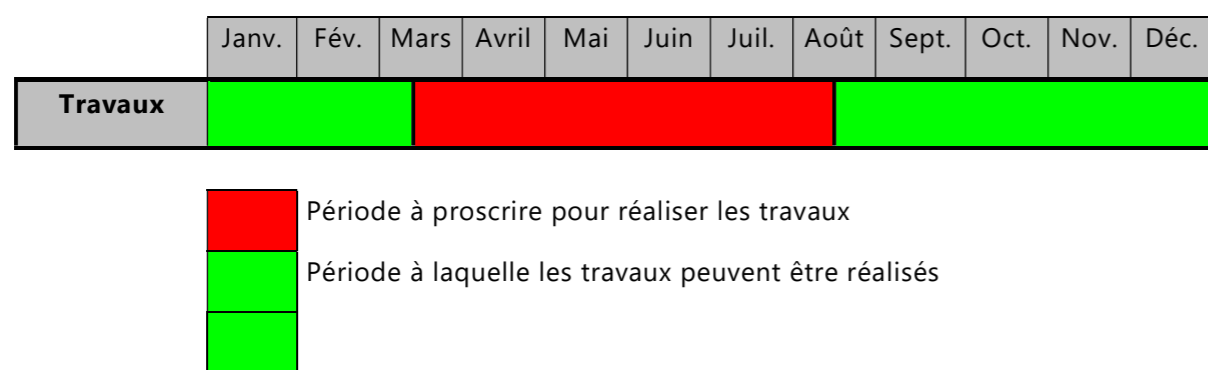 Janv. Fév. Mars Avril Mai Juin Juil. Août Sept. Oct. Nov. Déc.
Travaux
Période à proscrire pour réaliser les travaux
Période à laquelle les travaux peuvent être réalisés